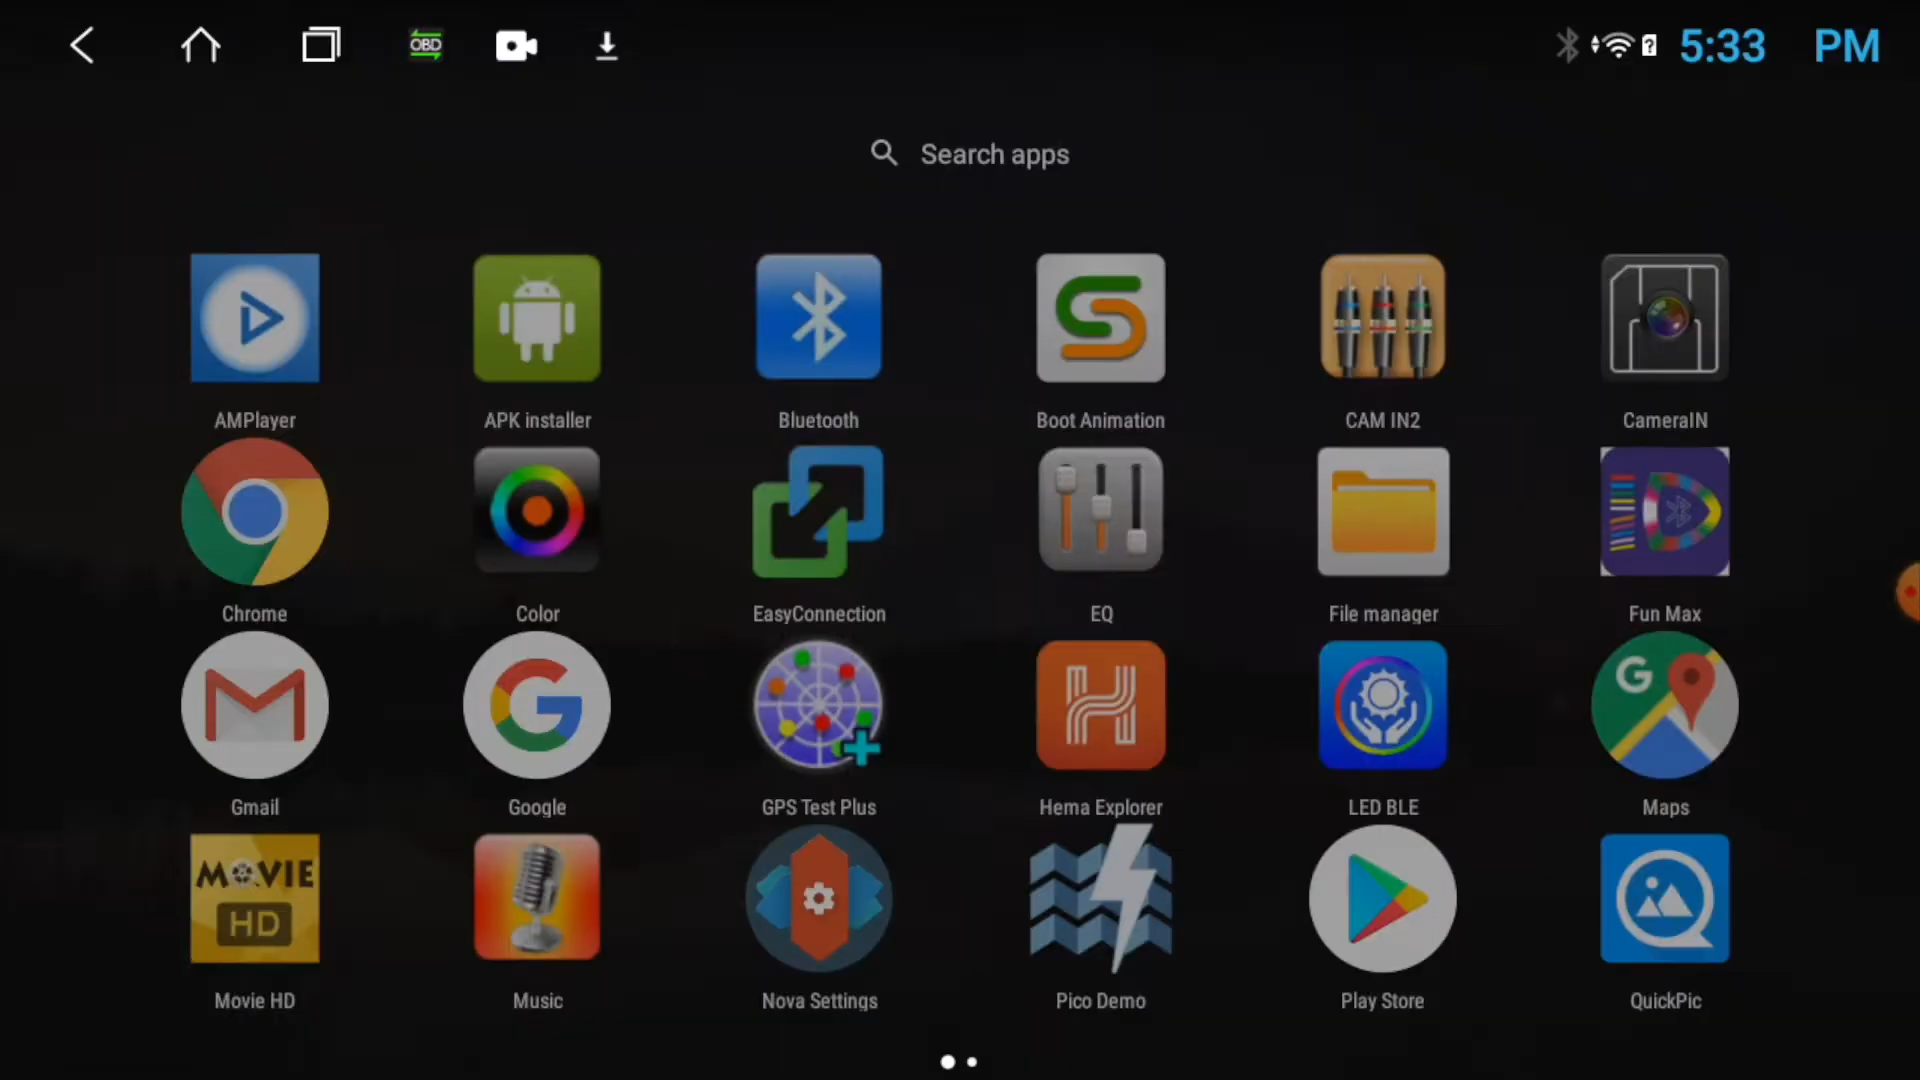 OBD
?
5:33 PM
Search apps
AMPlayer
APK installer
Bluetooth
Boot Animation
CAM IN2
CameraIN
Chrome
Color
EasyConnection
EQ
File manager
Fun Max
G
Gmail
Google
GPS Test Plus
Hema Explorer
LED BLE
Maps
MOVIE
HD
Movie HD
Music
Nova Settings
Pico Demo
Play Store
QuickPic